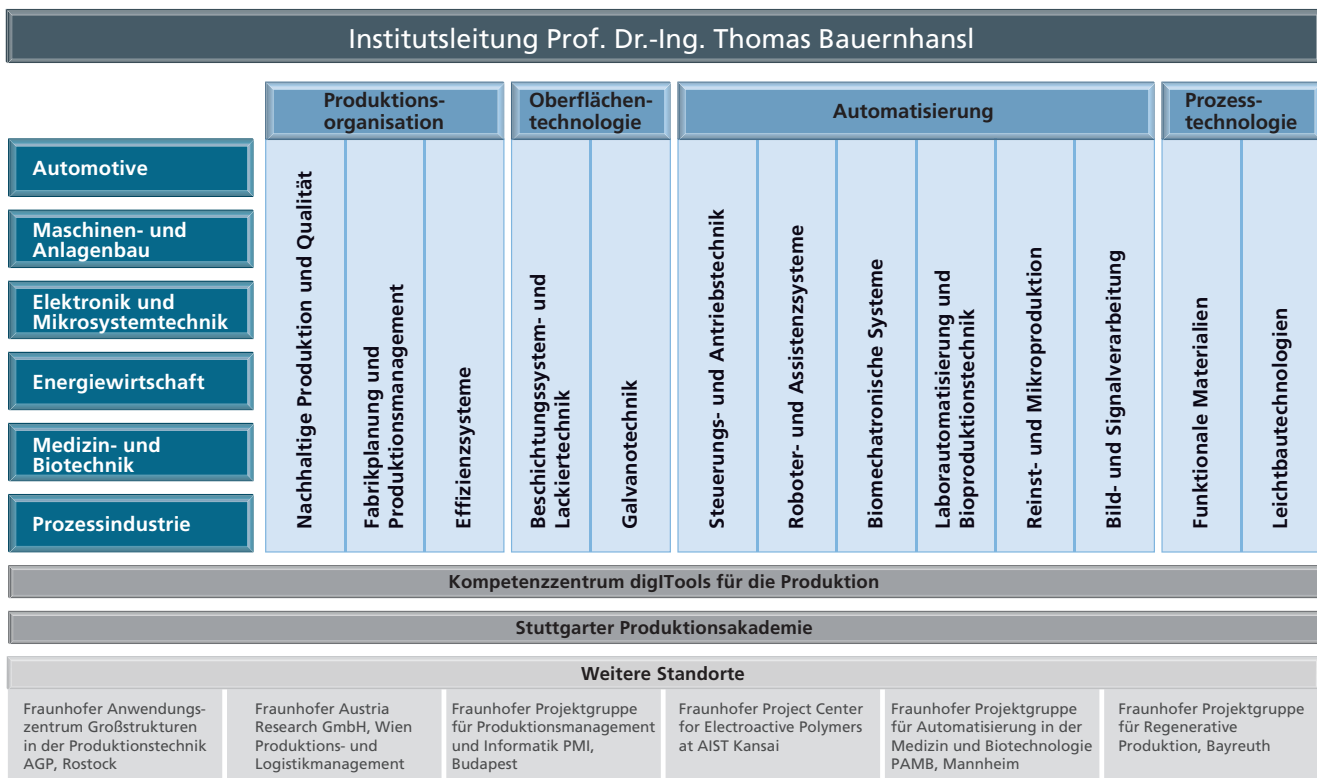 Institutsleitung Prof. Dr.-Ing. Thomas Bauernhansl
Produktions-
organisation
Oberflächen-
technologie
Automatisierung
Prozess-
technologie
Automotive
Maschinen- und
Anlagenbau
Elektronik und
Mikrosystemtechnik
Energiewirtschaft
Medizin- und
Biotechnik
Prozessindustrie
Nachhaltige Produktion und Qualität
Fabrikplanung und
Produktionsmanagement
Effizienzsysteme
Beschichtungssystem- und
Lackiertechnik
Galvanotechnik
Steuerungs- und Antriebstechnik
Roboter- und Assistenzsysteme
Biomechatronische Systeme
Laborautomatisierung und
Bioproduktionstechnik
Reinst- und Mikroproduktion
Bild- und Signalverarbeitung
Funktionale Materialien
Leichtbautechnologien
Kompetenzzentrum digITools für die Produktion
Stuttgarter Produktionsakademie
Weitere Standorte
Fraunhofer Anwendungs-
zentrum Großstrukturen
in der Produktionstechnik
AGP, Rostock
Fraunhofer Austria
Research GmbH, Wien
Produktions- und
Logistikmanagement
Fraunhofer Projektgruppe
für Produktionsmanagement
und Informatik PMI,
Budapest
Fraunhofer Project Center
for Electroactive Polymers
at AIST Kansai
Fraunhofer Projektgruppe
für Automatisierung in der
Medizin und Biotechnologie
PAMB, Mannheim
Fraunhofer Projektgruppe
für Regenerative
Produktion, Bayreuth